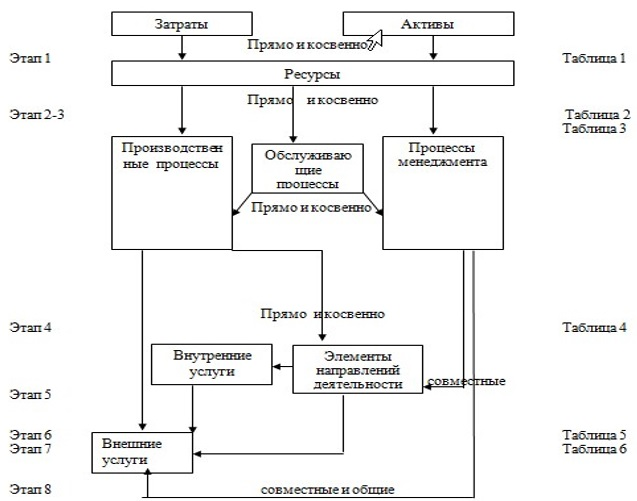 Затраты
Активы
Прямо и косвенно
Этап 1
Таблица 1
Ресурсы
Прямо и косвенно
Этап 2-3
Таблица 2
Таблица 3
Производствен
ные процессы
Обслуживаю
щие
процессы
Процессы
менеджмента
Прямо и косвенно
Прямо и косвенно
Этап 4
Таблица 4
Внутренние
услуги
Элементы
направлений
деятельности
совместные
Этап 5
Этап 6
Таблица 5
Этап 7
Таблица 6
Внешние
услуги
Этап 8
совместные и общие